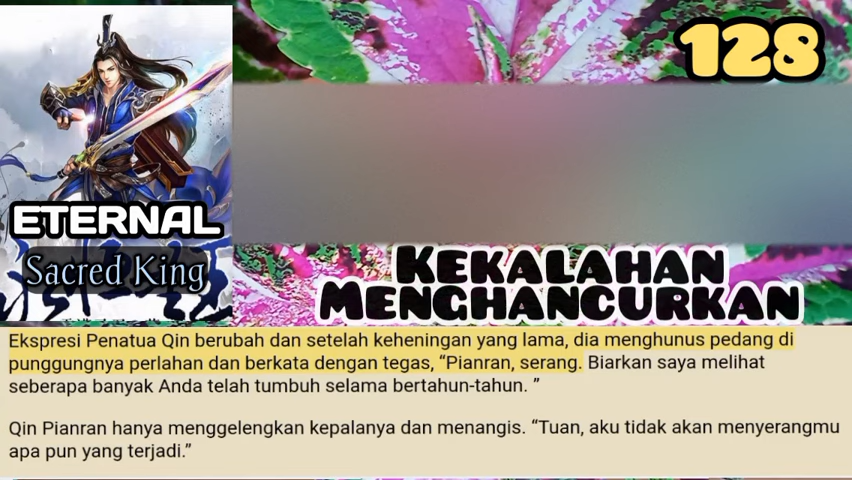 128
ETERNAL
Sacred King
KEKALAHAN
MENGHANCURKAN
Ekspresi Penatua Qin berubah dan setelah keheningan yang lama, dia menghunus pedang di
punggungnya perlahan dan berkata dengan tegas, “Pianran, serang. Biarkan saya melihat
seberapa banyak Anda telah tumbuh selama bertahun-tahun. ”
Qin Pianran hanya menggelengkan kepalanya dan menangis. “Tuan, aku tidak akan menyerangmu
apa pun yang terjadi.”